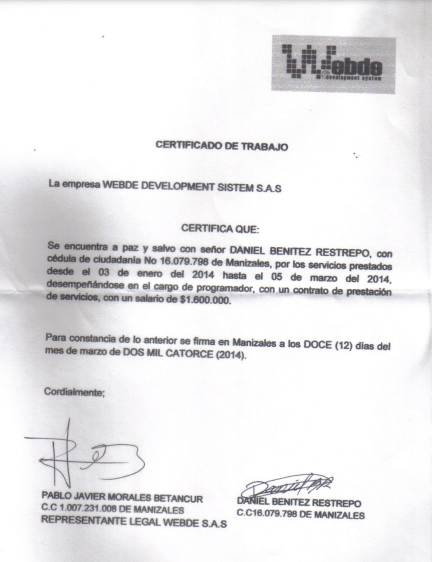 Webde
development system
CERTIFICADO DE TRABAJO
La empresa WEBDE DEVELOPMENT SISTEM S.A.S
CERTIFICA QUE:
Se encuentra a paz y salvo con señor DANIEL BENITEZ RESTREPO, con
cédula de ciudadanía No 16.079.798 de Manizales, por los servicios prestados
desde el 03 de enero del 2014 hasta el 05 de marzo del 2014,
desempeñándose en el cargo de programador, con un contrato de prestación
de servicios, con un salario de $1.600.000.
Para constancia de lo anterior se firma en Manizales a los DOCE (12) días del
mes de marzo de DOS MIL CATORCE (2014).
Cordialmente;
PABLO JAVIER MORALES BETANCUR
C.C 1.007.231.008 DE MANIZALES
REPRESENTANTE LEGAL WEBDE S.A.S
DANIEL BENITEZ RESTREPO
C.C16.079.798 DE MANIZALES